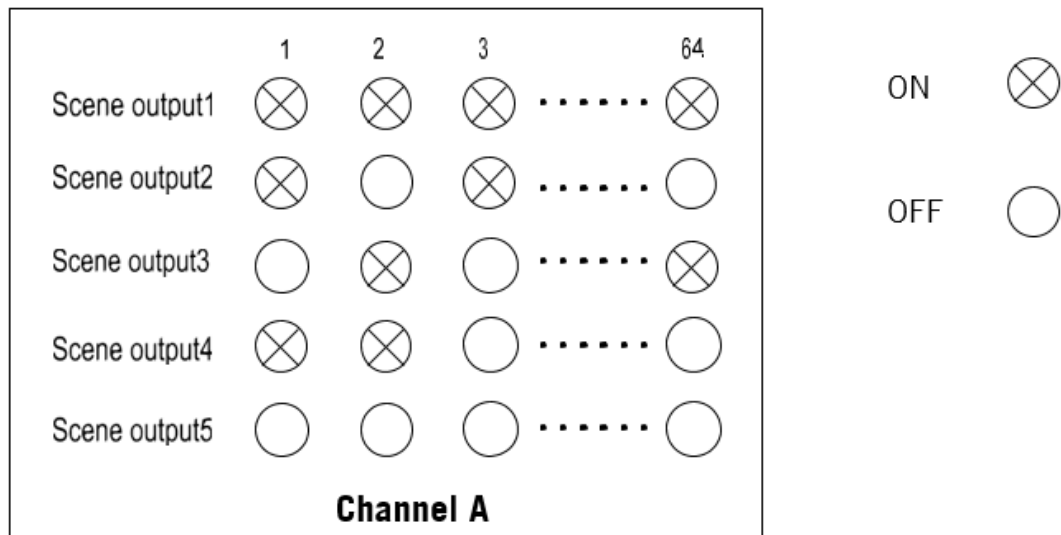 1 2 3 64
Scene output1
Scene output2
Scene output3
Scene output4
Scene output5
Channel A
ON
OFF